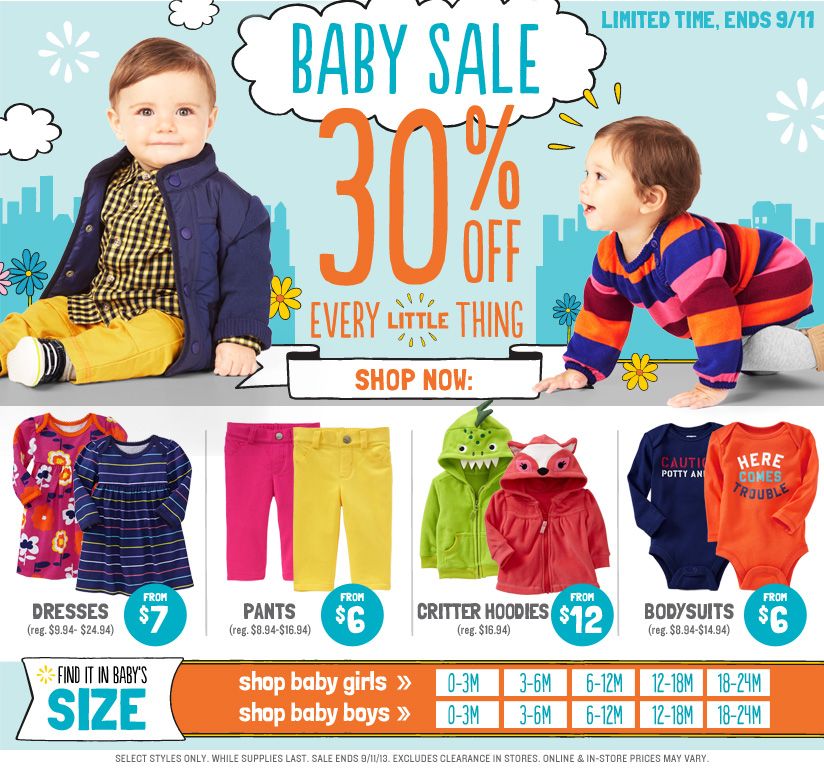 LIMITED TIME, ENDS 9/11
BABY SALE
30% OFF
EVERY LITTLE THING
SHOP NOW:
POTTY AN
HERE
COMES
TROUBLE
DRESSES
(reg. $9.94- $24.94)
FROM
$7
PANTS
(reg. $8.94-$16.94)
FROM
$6
CRITTER HOODIES
(reg. $16.94)
FROM
$12
BODYSUITS
(reg. $8.94-$14.94)
FROM
$6
FIND IT IN BABY'S
SIZE
shop baby girls » 0-3M 3-6M 6-12M 12-18M 18-24M
shop baby boys » 0-3M 3-6M 6-12M 12-18M 18-24M
SELECT STYLES ONLY. WHILE SUPPLIES LAST. SALE ENDS 9/11/13. EXCLUDES CLEARANCE IN STORES. ONLINE & IN-STORE PRICES MAY VARY.